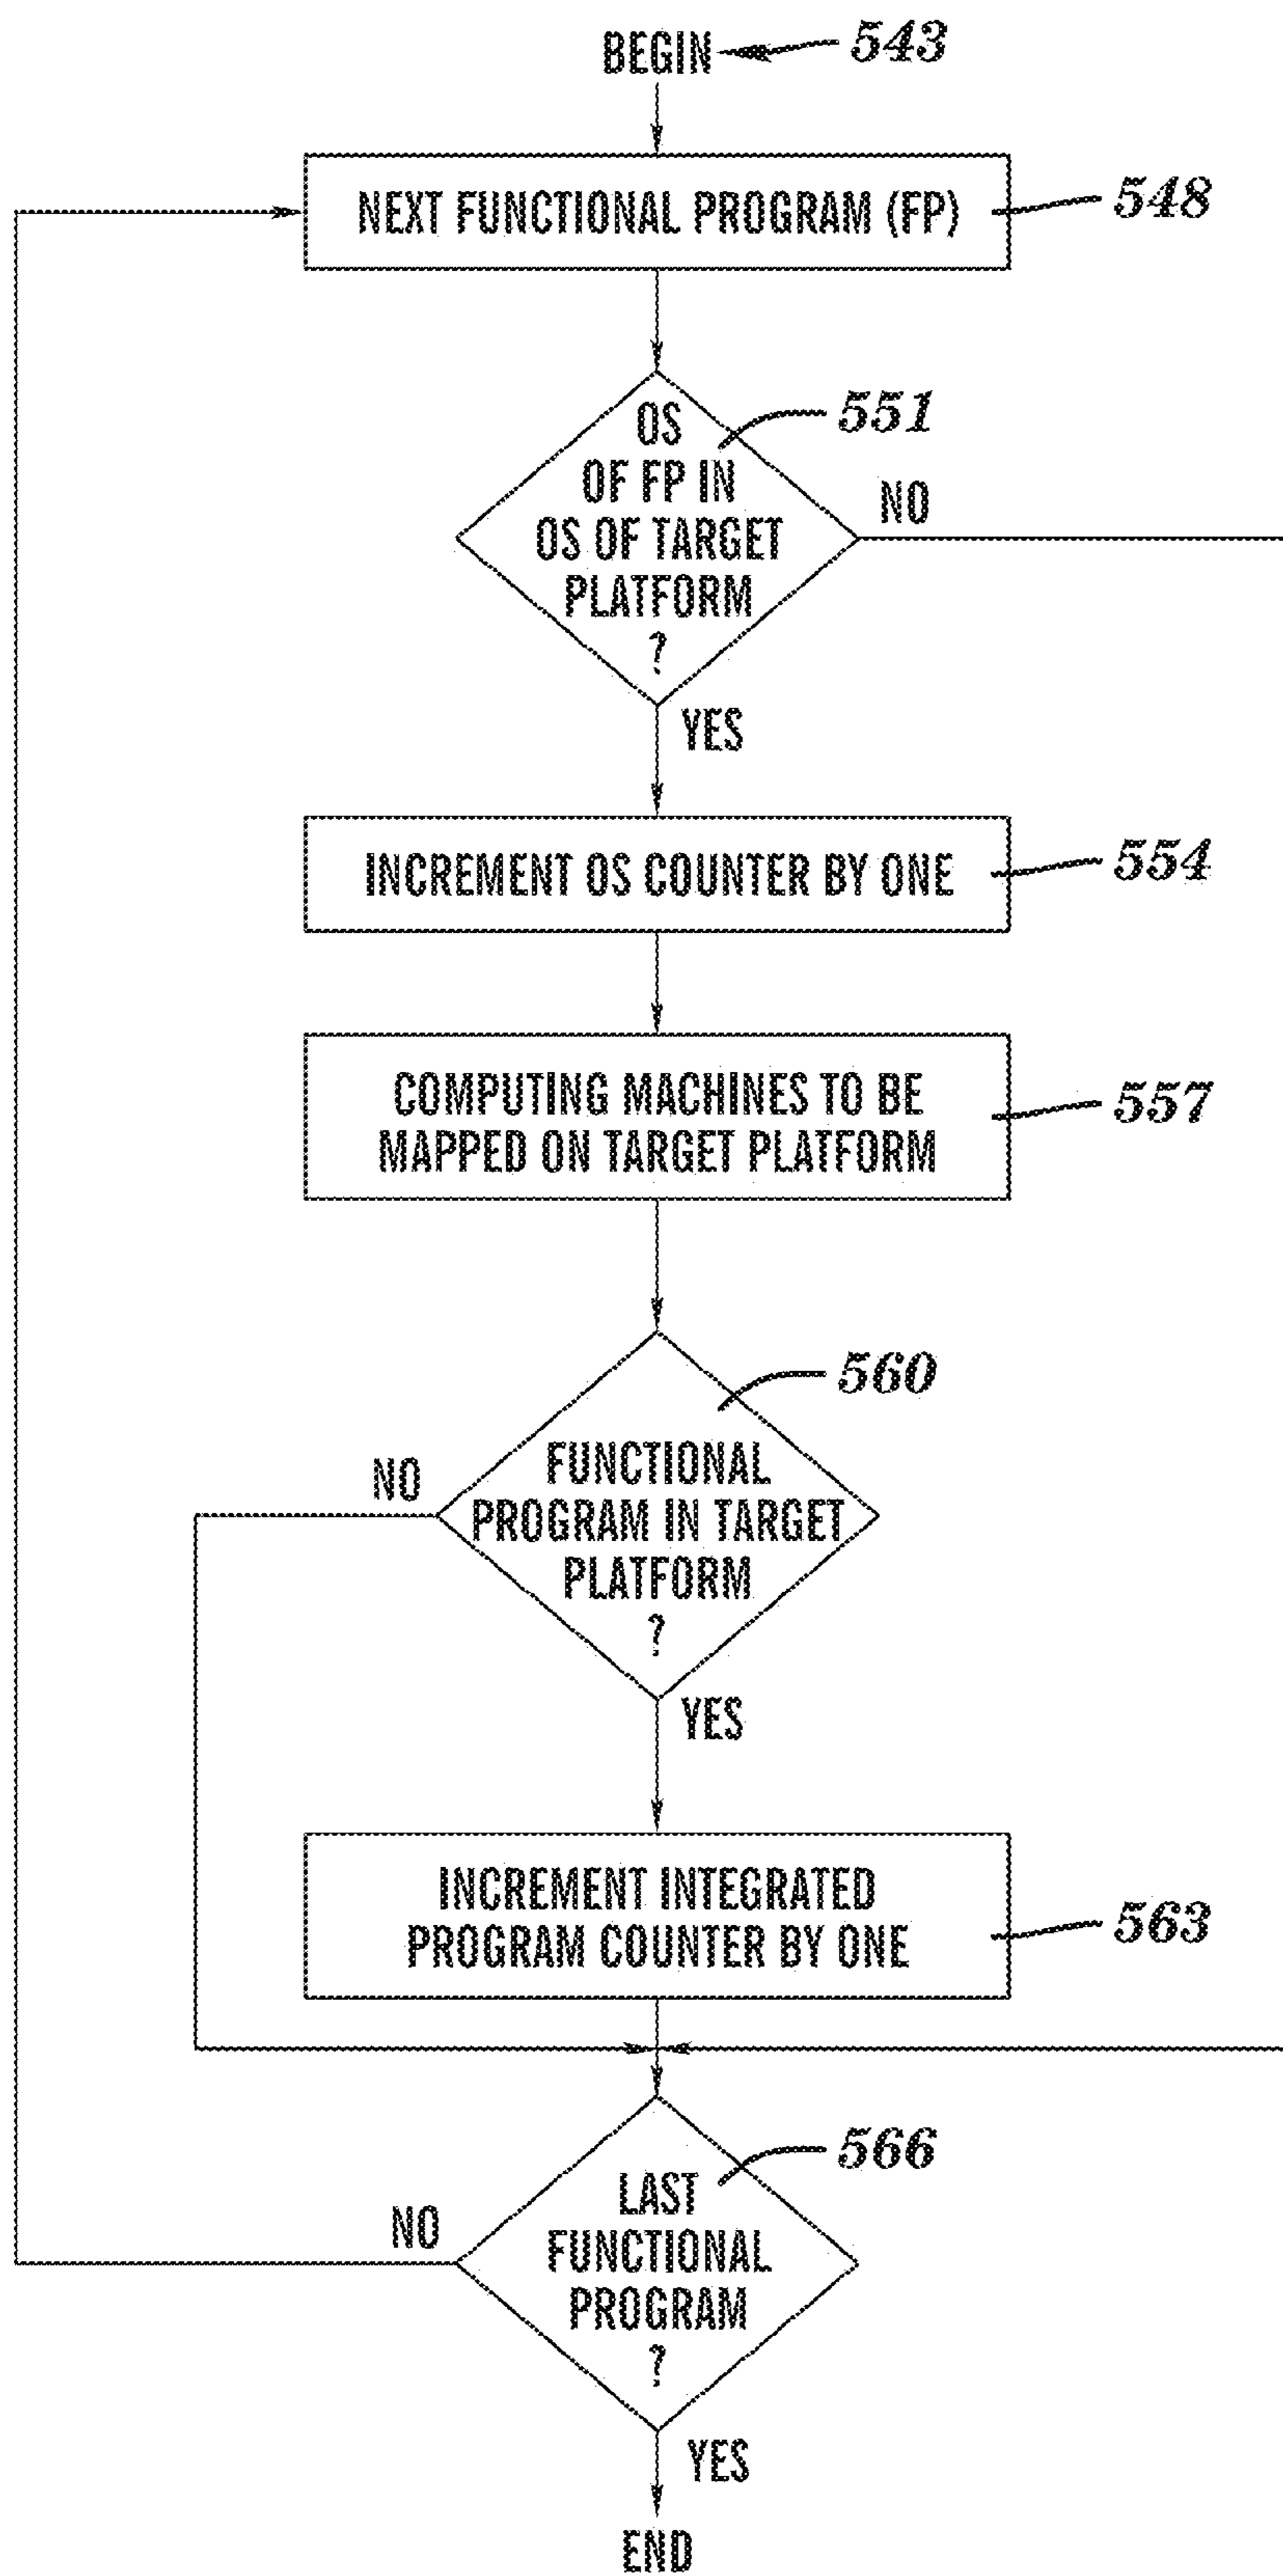 BEGIN 543
NEXT FUNCTIONAL PROGRAM (FP) 548
551
OS
OF FP IN
OS OF TARGET
PLATFORM
?
NO
YES
INCREMENT OS COUNTER BY ONE 554
COMPUTING MACHINES TO BE
MAPPED ON TARGET PLATFORM
557
560
FUNCTIONAL
PROGRAM IN TARGET
PLATFORM
?
NO
YES
INCREMENT INTEGRATED
PROGRAM COUNTER BY ONE
563
566
LAST
FUNCTIONAL
PROGRAM
?
NO
YES
END